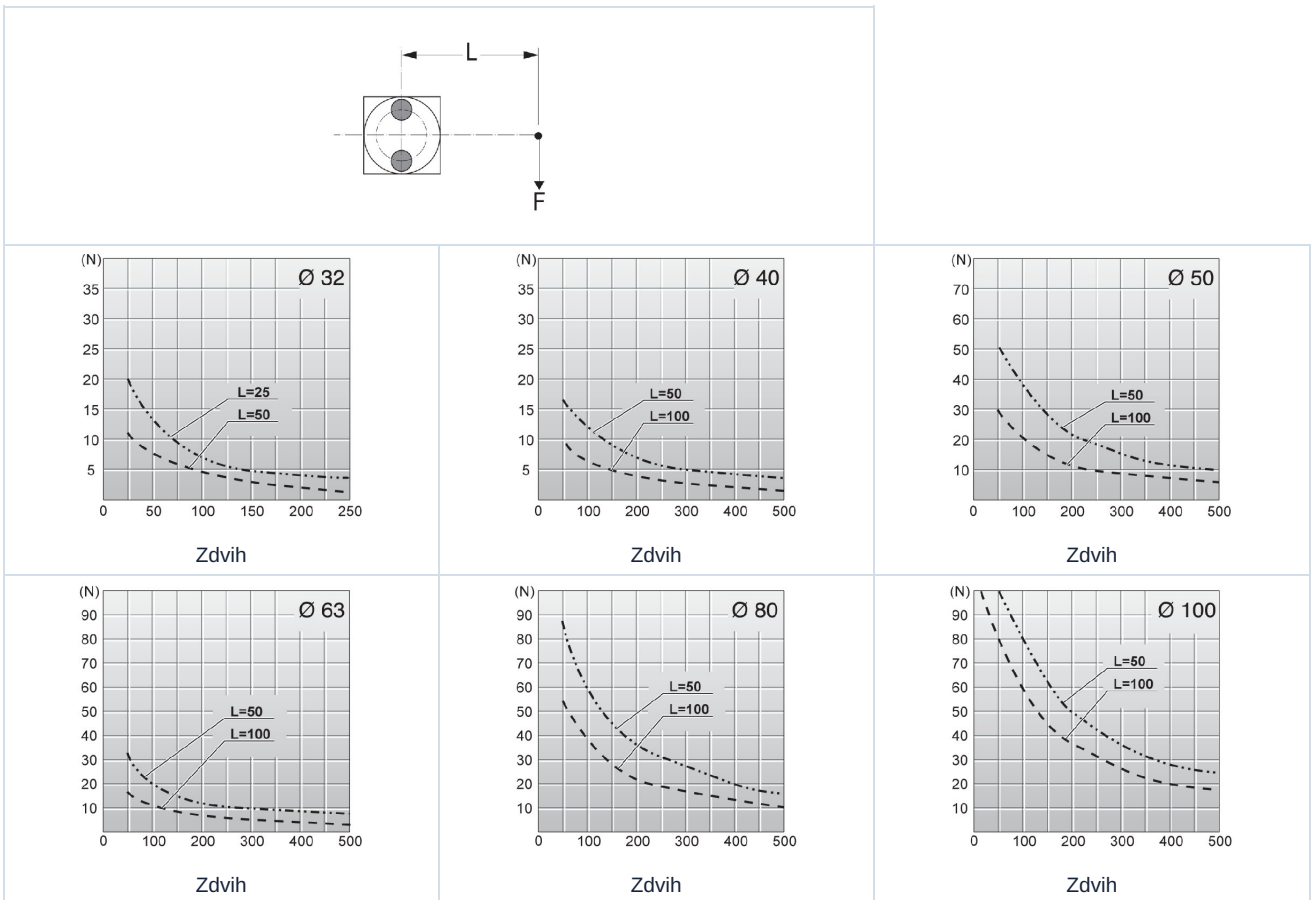 L
F
(N)
Ø 32
35
30
25
20
15
10
5
L=25
L=50
0 50 100 150 200 250
Zdvih
(N)
Ø 40
35
30
25
20
15
10
5
L=50
L=100
0 100 200 300 400 500
Zdvih
(N)
Ø 50
70
60
50
40
30
20
10
L=50
L=100
0 100 200 300 400 500
Zdvih
(N)
Ø 63
90
80
70
60
50
40
30
20
10
L=50
L=100
0 100 200 300 400 500
Zdvih
(N)
Ø 80
90
80
70
60
50
40
30
20
10
L=50
L=100
0 100 200 300 400 500
Zdvih
(N)
Ø 100
90
80
70
60
50
40
30
20
10
L=50
L=100
0 100 200 300 400 500
Zdvih